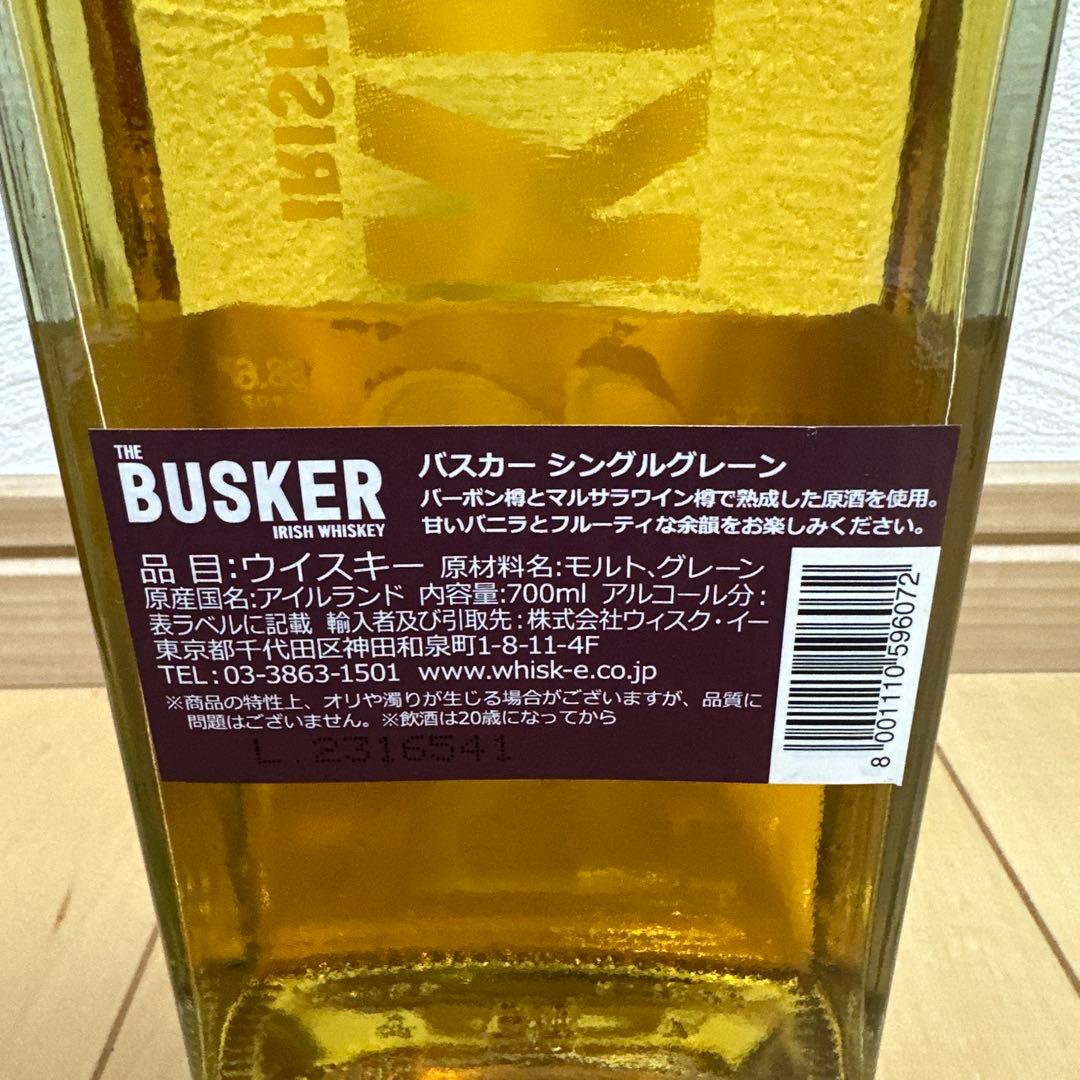 IRISH
K
THE
BUSKER
IRISH WHISKEY
バスカー シングルグレーン
バーボン樽とマルサラワイン樽で熟成した原酒を使用。
甘いバニラとフルーティな余韻をお楽しみください。
品 目:ウイスキー 原材料名:モルト、グレーン
原産国名:アイルランド 内容量:700ml アルコール分:
表ラベルに記載 輸入者及び引取先:株式会社ウィスク・イー
東京都千代田区神田和泉町1-8-11-4F
TEL:03-3863-1501 www.whisk-e.co.jp
※商品の特性上、オリや濁りが生じる場合がございますが、品質に
問題はございません。※飲酒は20歳になってから
L.2316541
8 001110 596072